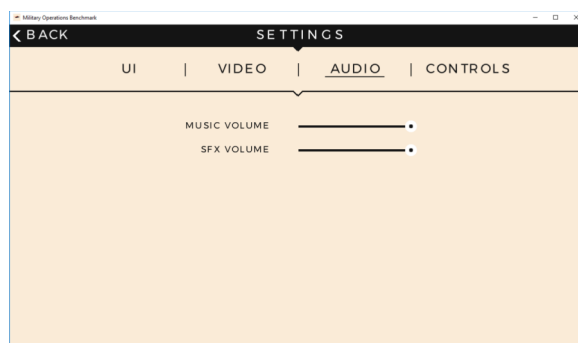 Military Operations Benchmark
BACK
SETTINGS
UI | VIDEO | AUDIO | CONTROLS
MUSIC VOLUME
SFX VOLUME